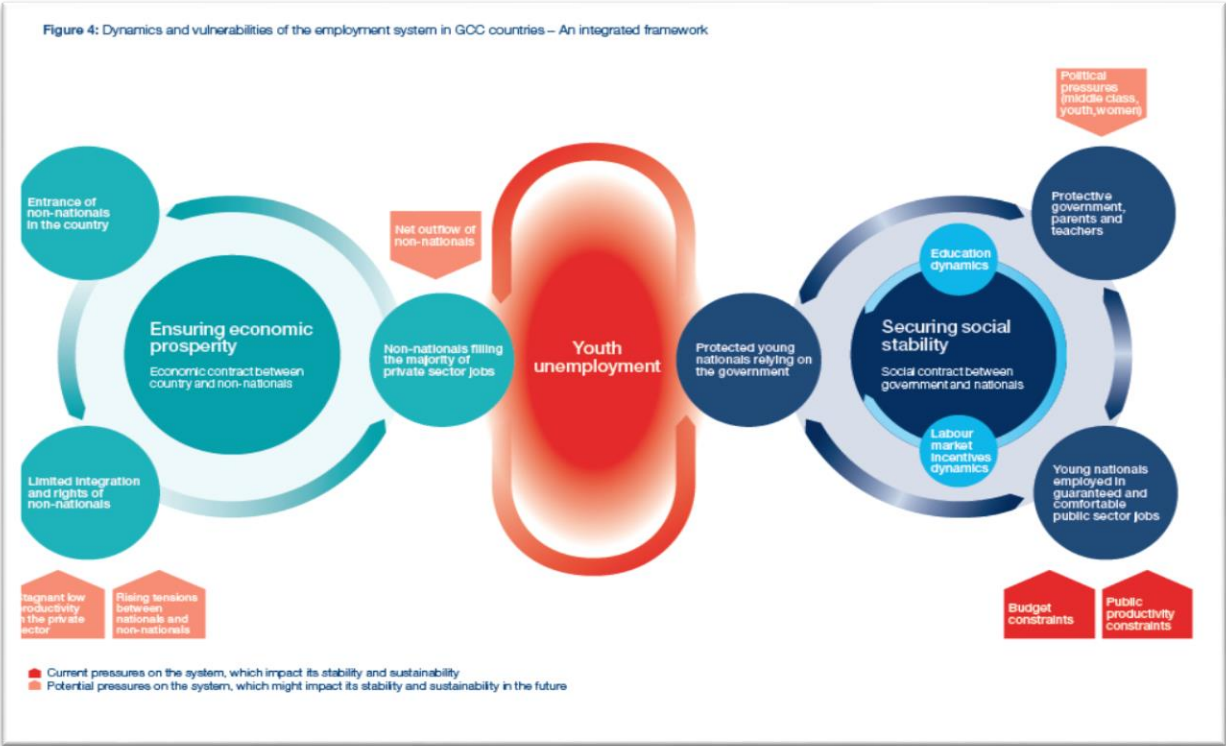 Figure 4: Dynamics and vulnerabilities of the employment system in GCC countries – An integrated framework
Political
pressures
(middle class,
youth,women)
Entrance of
non-nationals
in the country
Net outflow of
non-nationals
Protective
government,
parents and
teachers
Education
dynamics
Ensuring economic
prosperity
Economic contract between
country and non-nationals
Non-nationals filling
the majority of
private sector jobs
Youth
unemployment
Protected young
nationals relying on
the government
Securing social
stability
Social contract between
government and nationals
Labour
market
incentives
dynamics
Limited integration
and rights of
non-nationals
Young nationals
employed in
guaranteed and
comfortable
public sector jobs
tagnant low
roductivity
n the private
ector
Rising tensions
between
nationals and
non-nationals
Budget
constraints
Public
productivity
constraints
Current pressures on the system, which impact its stability and sustainability
Potential pressures on the system, which might impact its stability and sustainability in the future